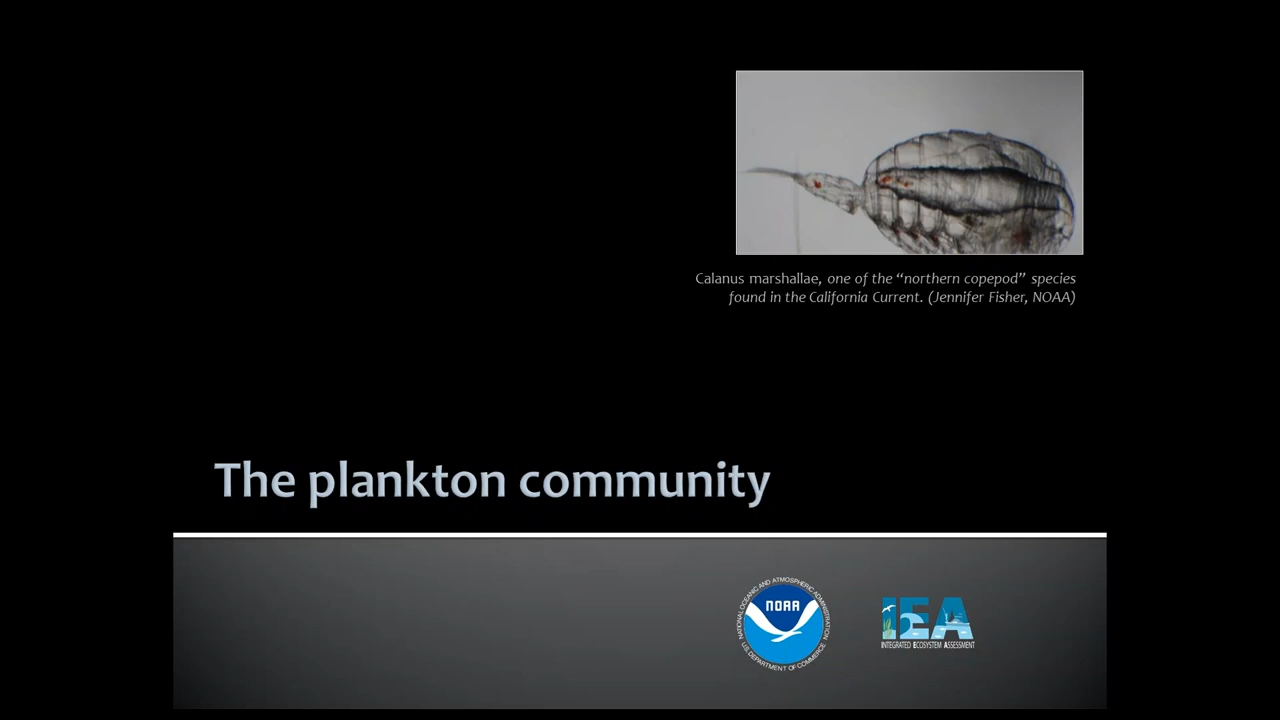 Calanus marshallae, one of the “northern copepod” species
found in the California Current. (Jennifer Fisher, NOAA)
The plankton community
NATIONAL OCEANIC AND ATMOSPHERIC ADMINISTRATION
NOAA
U.S. DEPARTMENT OF COMMERCE
IEA
INTEGRATED ECOSYSTEM ASSESSMENT